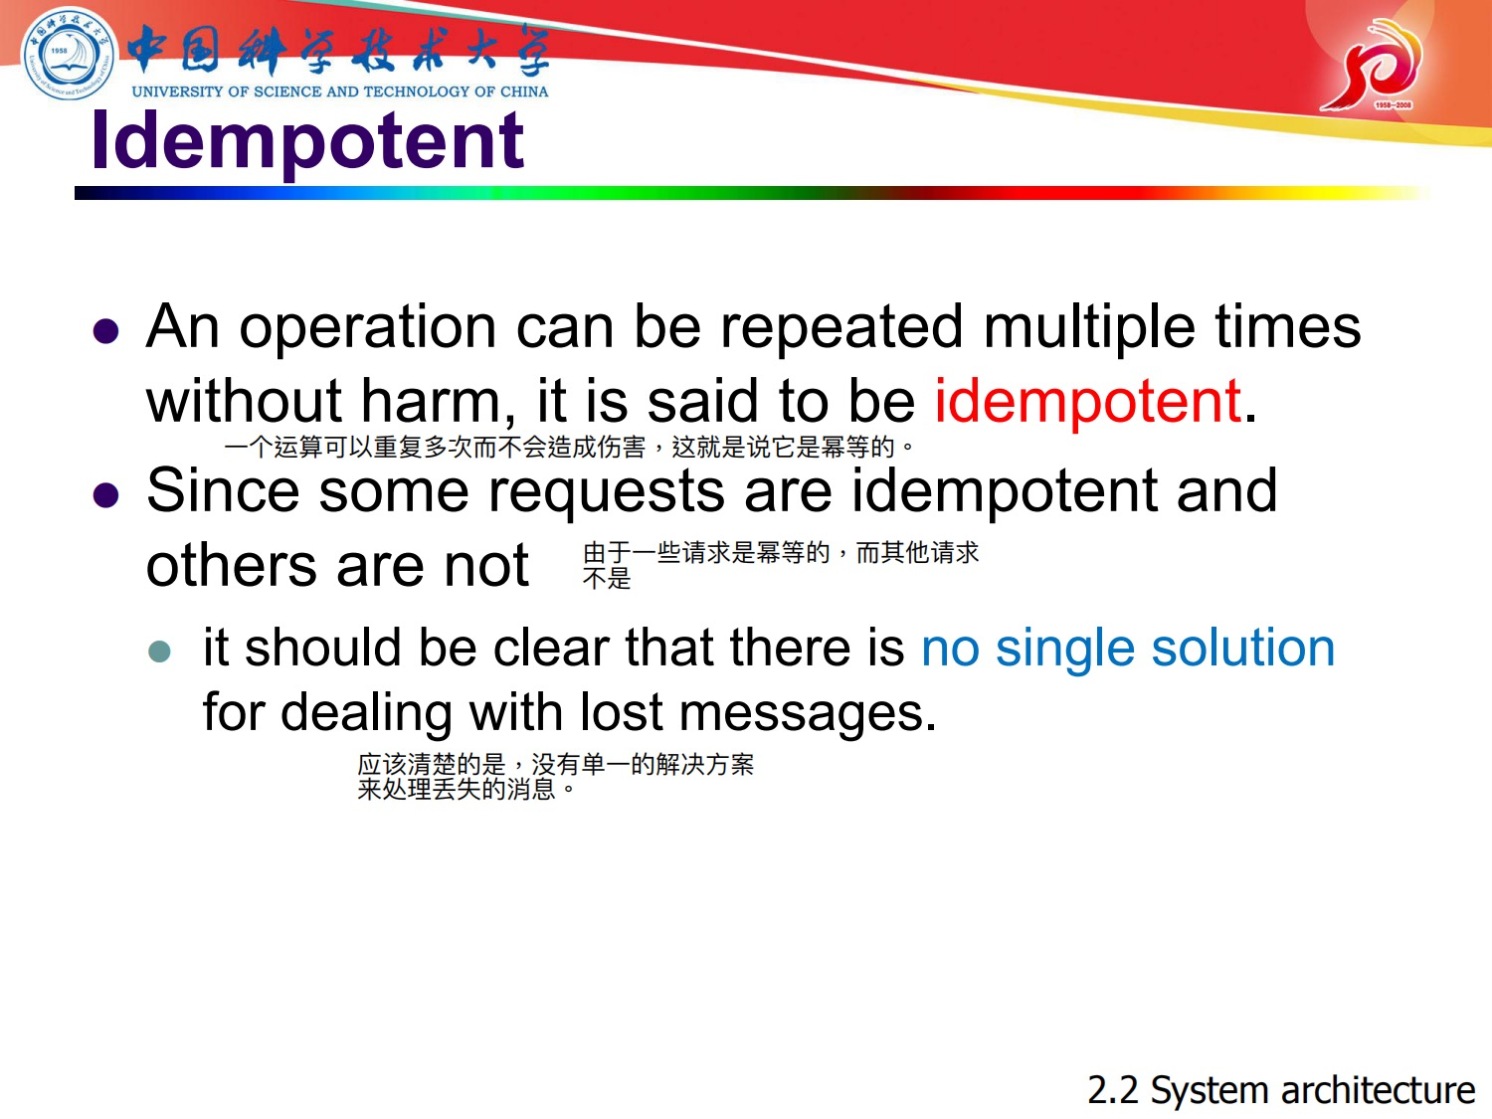 中国科学技术大学
UNIVERSITY OF SCIENCE AND TECHNOLOGY OF CHINA
1958
1958-2008
Idempotent
An operation can be repeated multiple times
without harm, it is said to be idempotent.
一个运算可以重复多次而不会造成伤害，这就是说它是幂等的。
Since some requests are idempotent and
others are not
由于一些请求是幂等的，而其他请求
不是
it should be clear that there is no single solution
for dealing with lost messages.
应该清楚的是，没有单一的解决方案
来处理丢失的消息。
2.2 System architecture